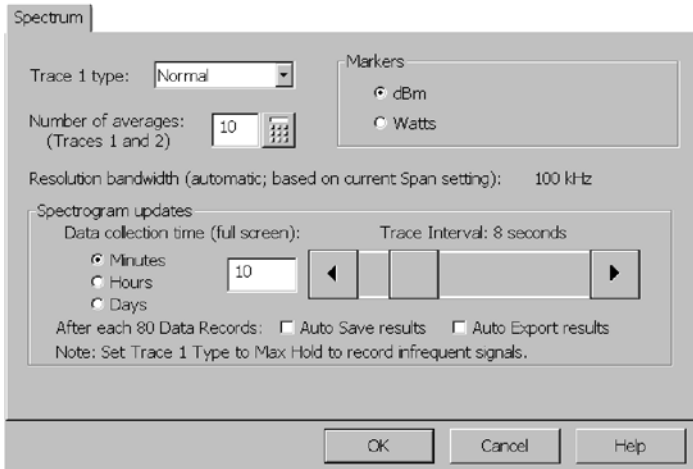 Spectrum
Trace 1 type: Normal
Markers
dBm
Watts
Number of averages: 10
(Traces 1 and 2)
Resolution bandwidth (automatic; based on current Span setting): 100 kHz
Spectrogram updates
Data collection time (full screen): Trace Interval: 8 seconds
Minutes 10
Hours
Days
After each 80 Data Records: Auto Save results Auto Export results
Note: Set Trace 1 Type to Max Hold to record infrequent signals.
OK Cancel Help